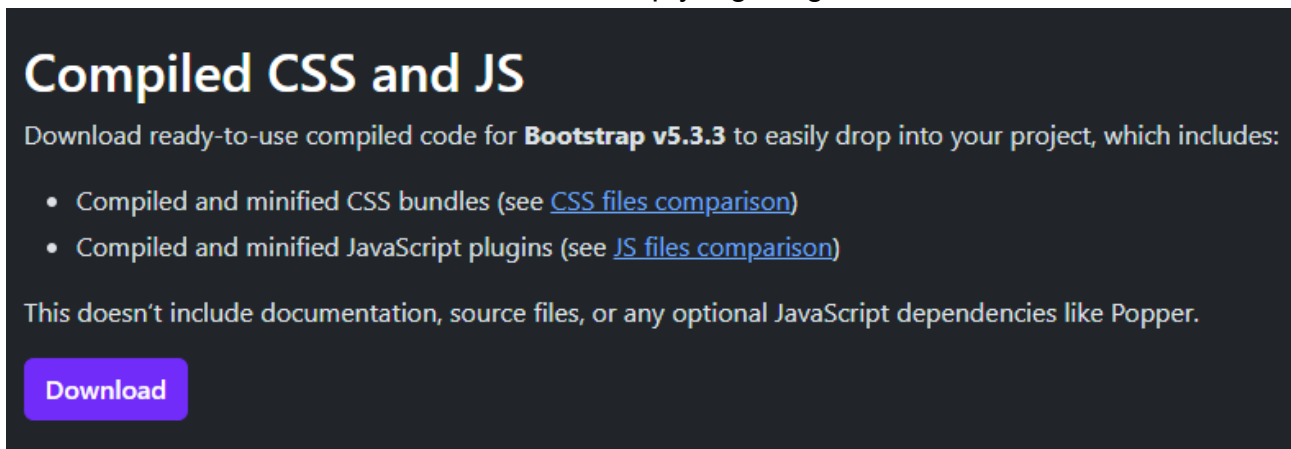 Compiled CSS and JS
Download ready-to-use compiled code for Bootstrap v5.3.3 to easily drop into your project, which includes:
• Compiled and minified CSS bundles (see CSS files comparison)
• Compiled and minified JavaScript plugins (see JS files comparison)
This doesn’t include documentation, source files, or any optional JavaScript dependencies like Popper.
Download